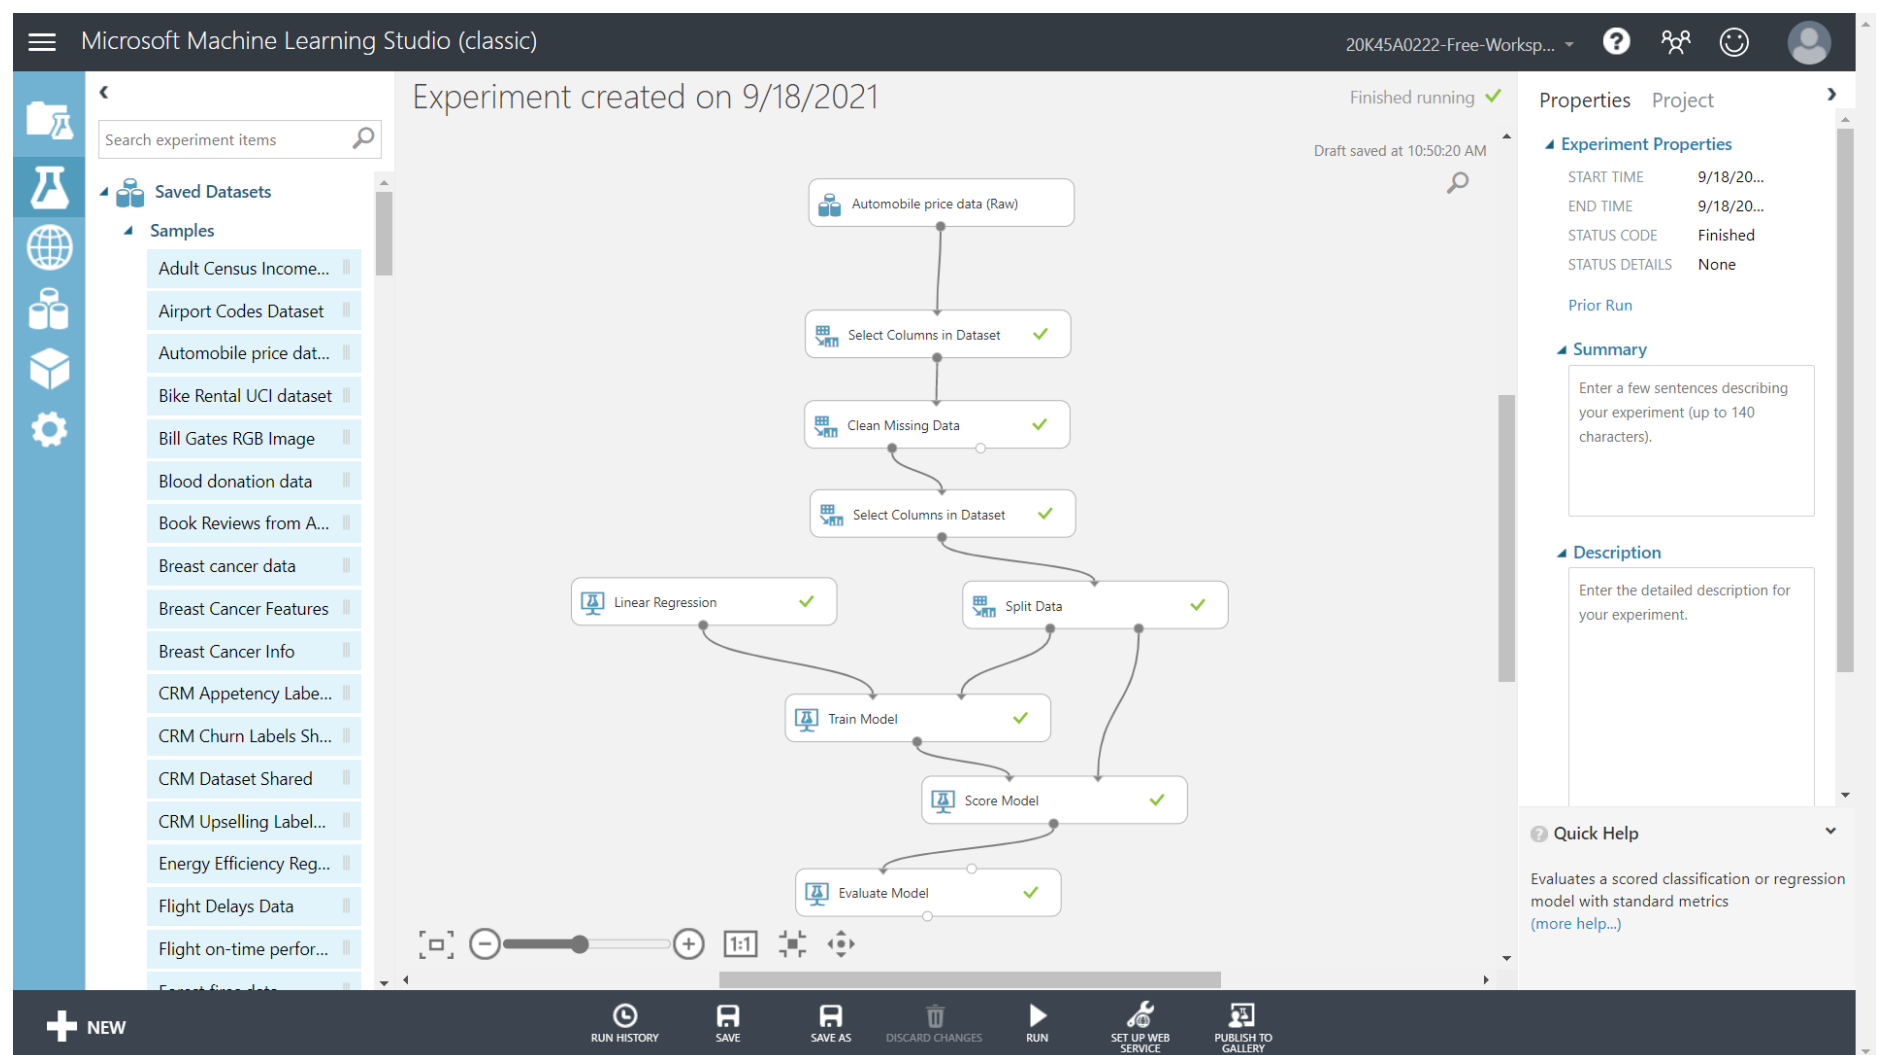 Microsoft Machine Learning Studio (classic)
20K45A0222-Free-Worksp...
Search experiment items
Saved Datasets
Samples
Adult Census Income...
Airport Codes Dataset
Automobile price dat...
Bike Rental UCI dataset
Bill Gates RGB Image
Blood donation data
Book Reviews from A...
Breast cancer data
Breast Cancer Features
Breast Cancer Info
CRM Appetency Labe...
CRM Churn Labels Sh...
CRM Dataset Shared
CRM Upselling Label...
Energy Efficiency Reg...
Flight Delays Data
Flight on-time perfor...
Forest fires data
Experiment created on 9/18/2021
Finished running
Draft saved at 10:50:20 AM
Automobile price data (Raw)
Select Columns in Dataset
Clean Missing Data
Select Columns in Dataset
Linear Regression
Split Data
Train Model
Score Model
Evaluate Model
1:1
Properties Project
Experiment Properties
START TIME 9/18/20...
END TIME 9/18/20...
STATUS CODE Finished
STATUS DETAILS None
Prior Run
Summary
Enter a few sentences describing
your experiment (up to 140
characters).
Description
Enter the detailed description for
your experiment.
Quick Help
Evaluates a scored classification or regression
model with standard metrics
(more help...)
NEW
RUN HISTORY
SAVE
SAVE AS
DISCARD CHANGES
RUN
SET UP WEB
SERVICE
PUBLISH TO
GALLERY